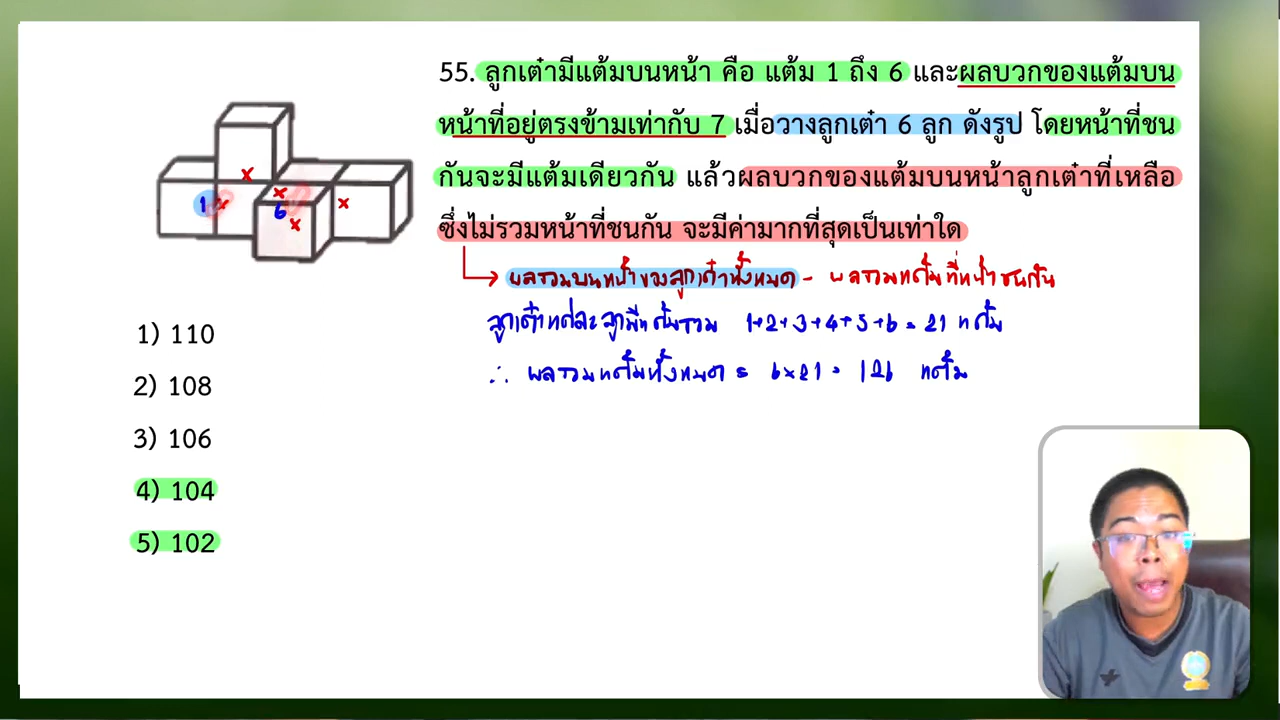 55. ลูกเต๋ามีแต้มบนหน้า คือ แต้ม 1 ถึง 6 และผลบวกของแต้มบน
หน้าที่อยู่ตรงข้ามเท่ากับ 7 เมื่อวางลูกเต๋า 6 ลูก ดังรูป โดยหน้าที่ชน
กันจะมีแต้มเดียวกัน แล้วผลบวกของแต้มบนหน้าลูกเต๋าที่เหลือ
ซึ่งไม่รวมหน้าที่ชนกัน จะมีค่ามากที่สุดเป็นเท่าใด
ผลรวมบนหน้าของลูกเต๋าทั้งหมด - ผลรวมแต้มที่หน้าชนกัน
ลูกเต๋าแต่ละลูกมีแต้มรวม 1+2+3+4+5+6 = 21 แต้ม
∴ ผลรวมแต้มทั้งหมด = 6×21 = 126 แต้ม
x
x
1 x
6
x
x
1) 110
2) 108
3) 106
4) 104
5) 102